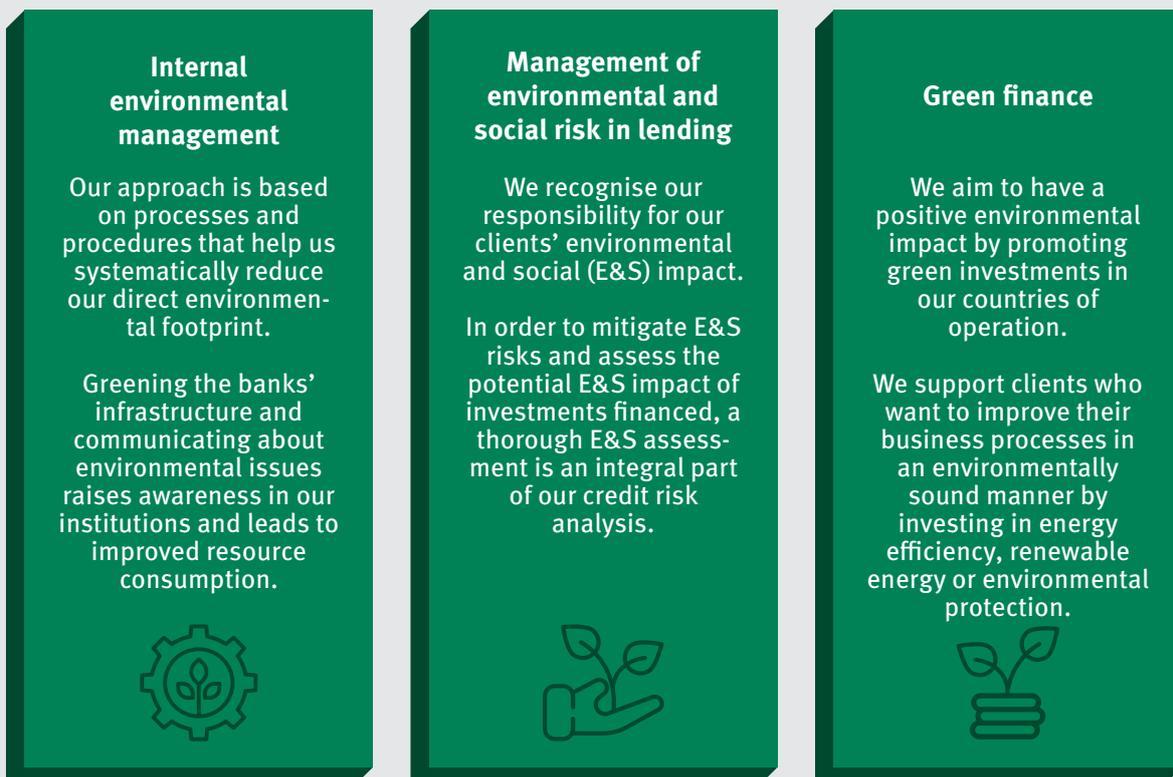 Internal
environmental
management
Our approach is based
on processes and
procedures that help us
systematically reduce
our direct environmen-
tal footprint.
Greening the banks’
infrastructure and
communicating about
environmental issues
raises awareness in our
institutions and leads to
improved resource
consumption.
Management of
environmental and
social risk in lending
We recognise our
responsibility for our
clients’ environmental
and social (E&S) impact.
In order to mitigate E&S
risks and assess the
potential E&S impact of
investments financed, a
thorough E&S assess-
ment is an integral part
of our credit risk
analysis.
Green finance
We aim to have a
positive environmental
impact by promoting
green investments in
our countries of
operation.
We support clients who
want to improve their
business processes in
an environmentally
sound manner by
investing in energy
efficiency, renewable
energy or environmental
protection.